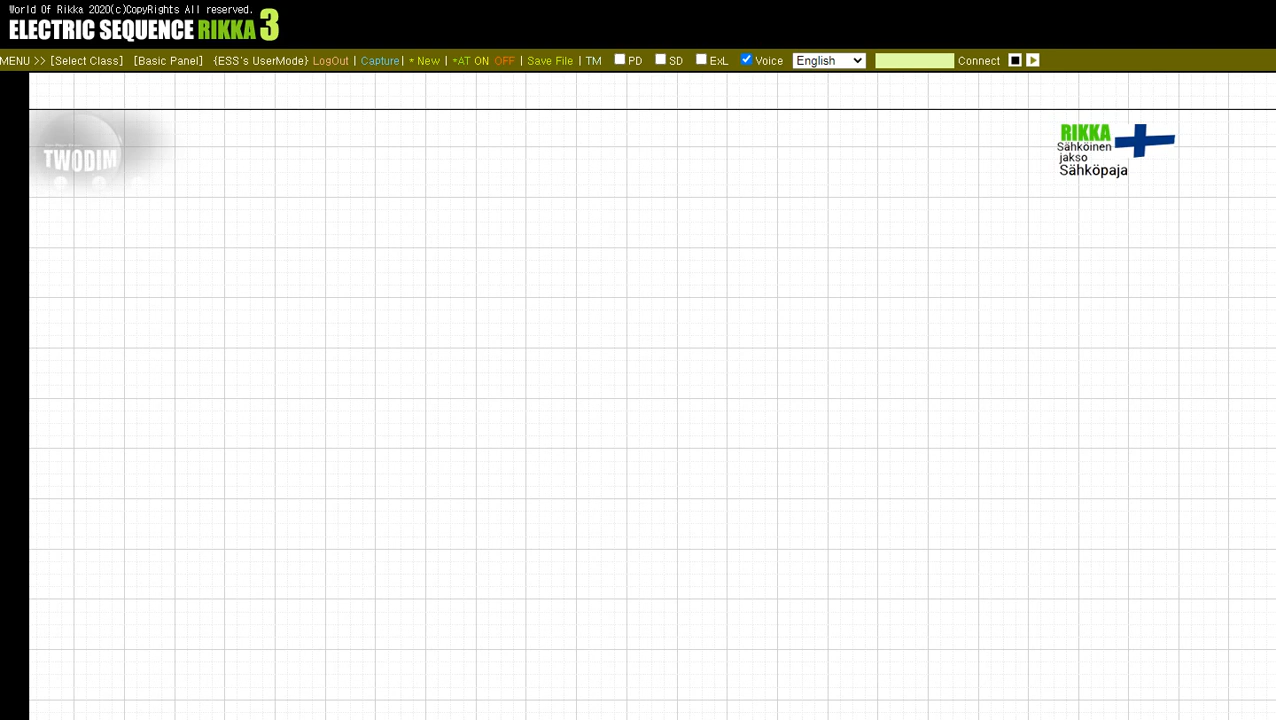 World Of Rikka 2020(c)CopyRights All reserved.
ELECTRIC SEQUENCE RIKKA 3
MENU >> [Select Class] [Basic Panel] {ESS's UserMode} LogOut | Capture | * New | *AT ON OFF | Save File | TM PD SD ExL Voice English Connect
TWODIM
RIKKA
Sähköinen
jakso
Sähköpaja